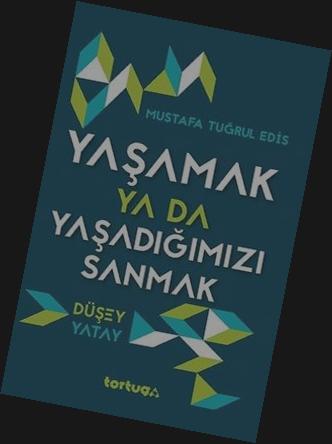 MUSTAFA TUĞRUL EDİS
YAŞAMAK
YA DA
YAŞADIĞIMIZI
SANMAK
DÜŞEY
YATAY
tortuga